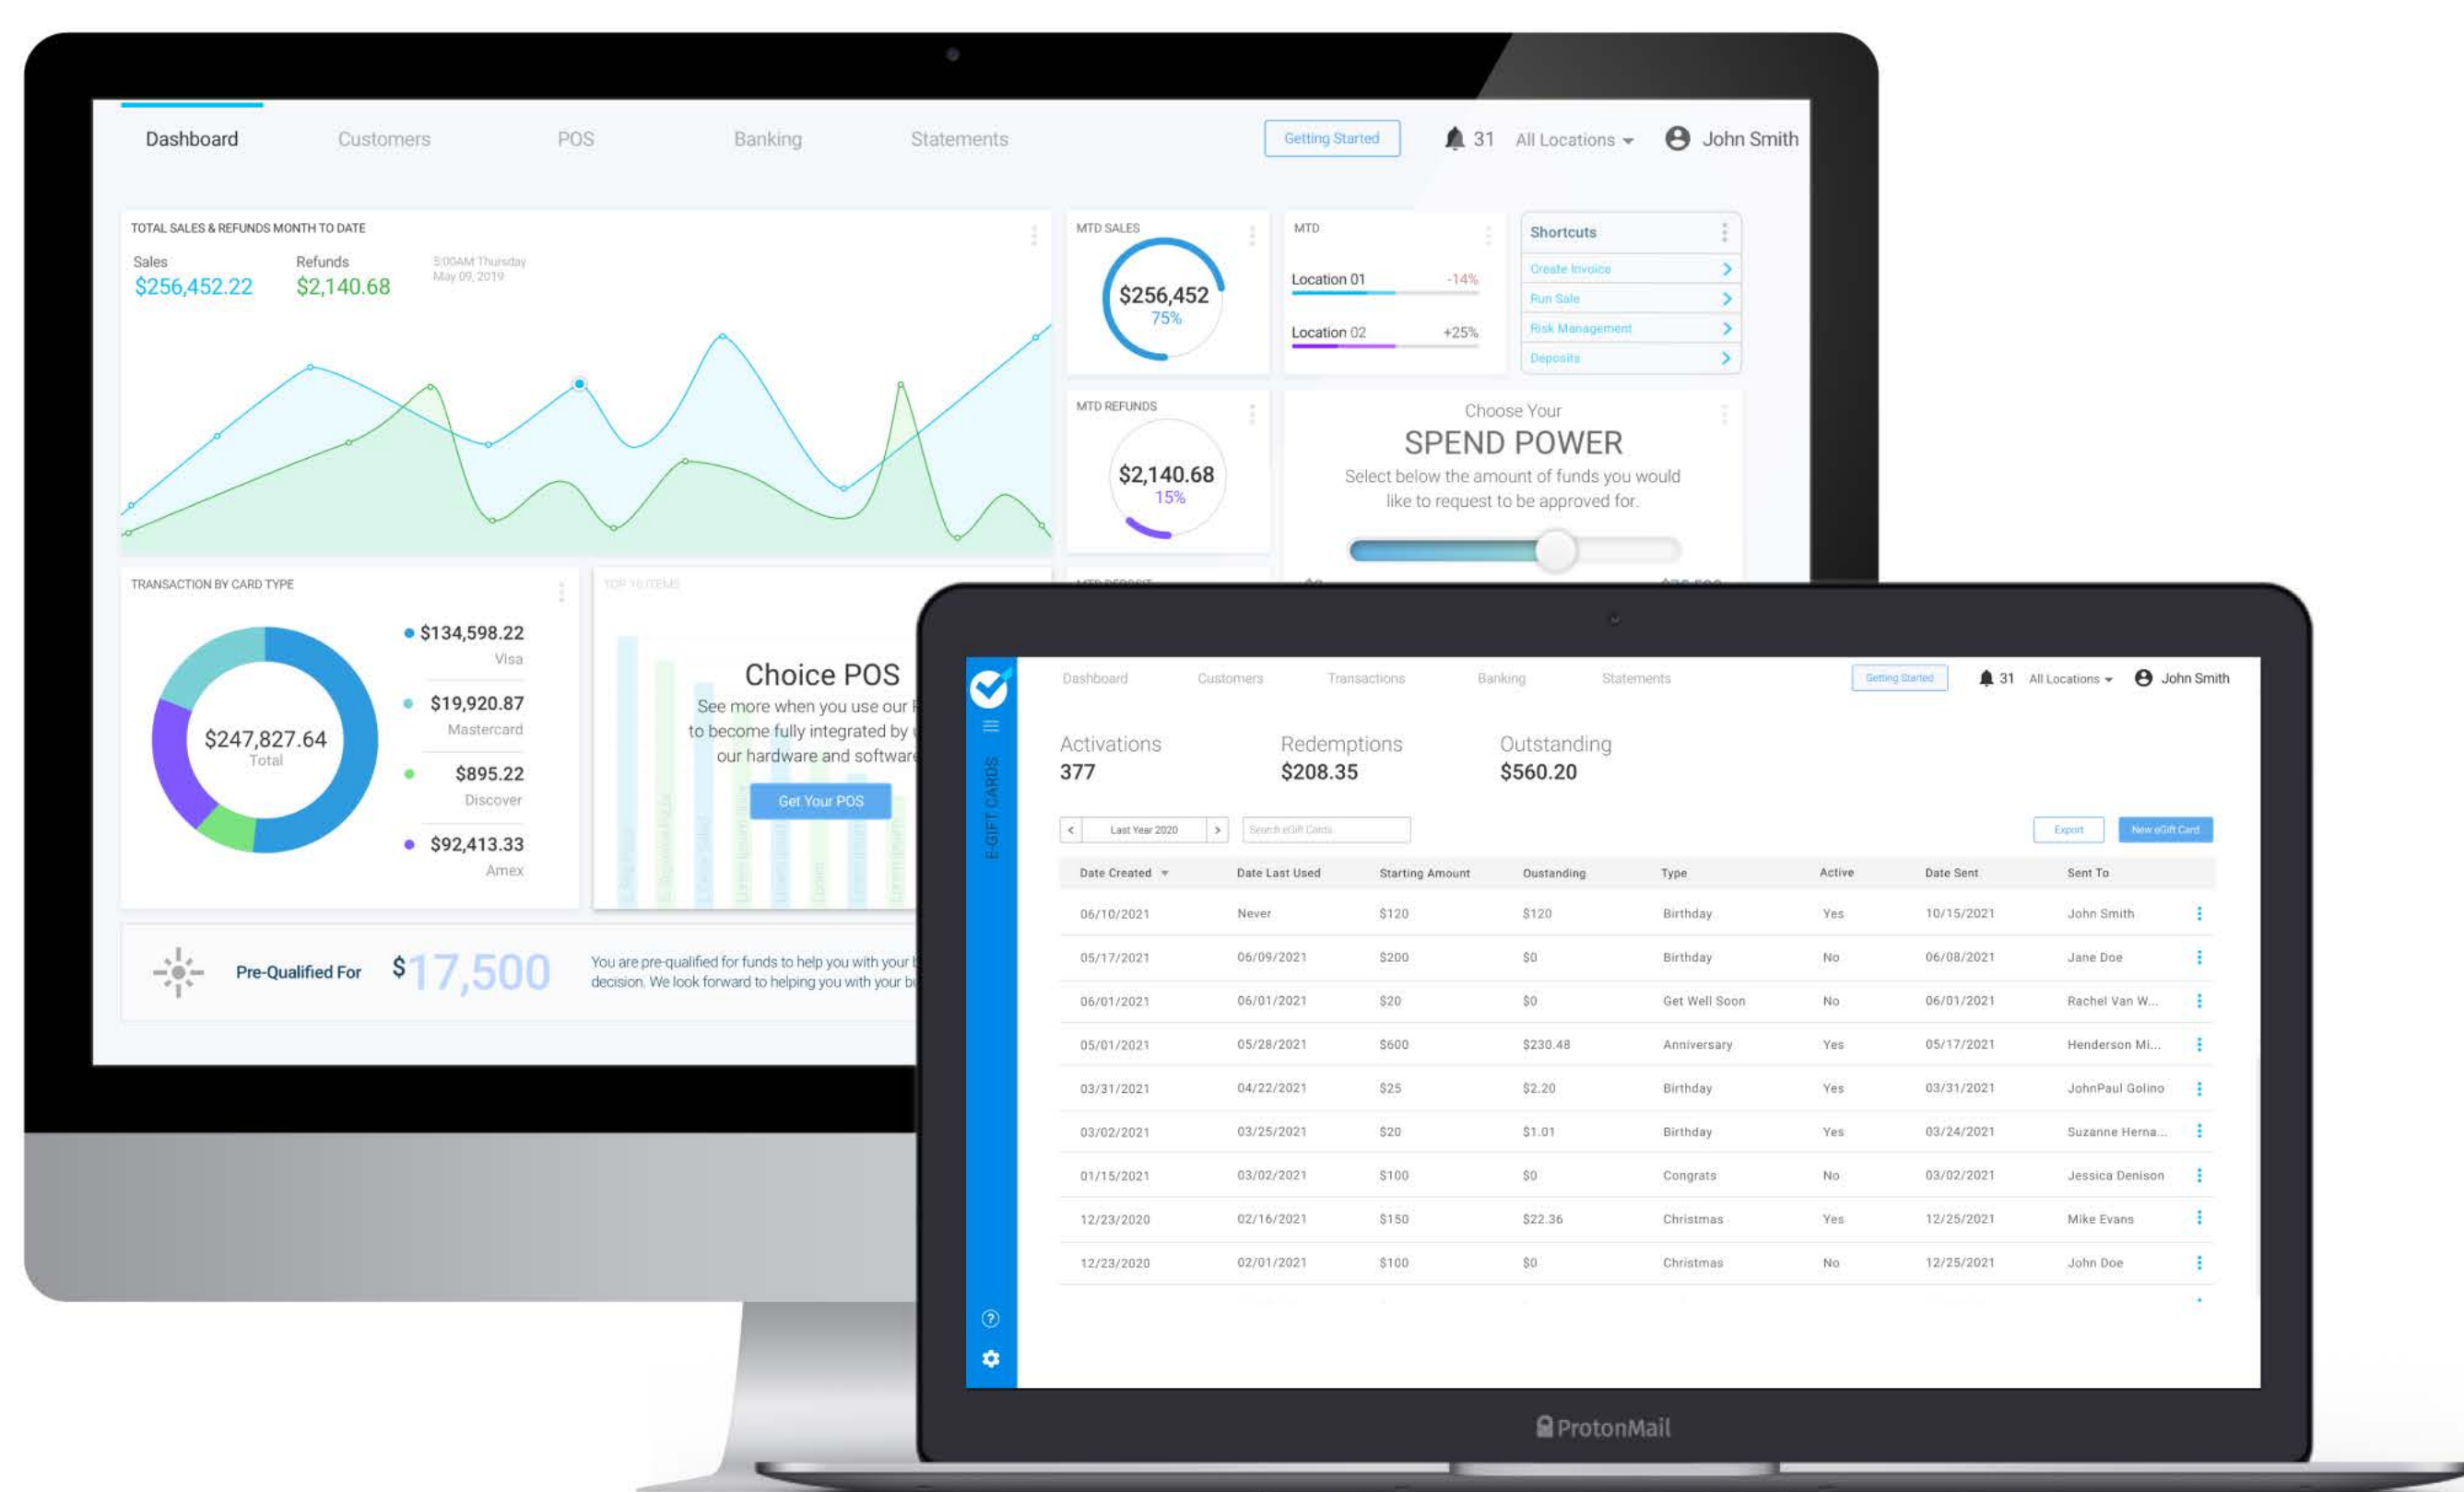 Dashboard Customers POS Banking Statements Getting Started 31 All Locations John Smith
TOTAL SALES & REFUNDS MONTH TO DATE
Sales Refunds 5:00AM Thursday
$256,452.22 $2,140.68 May 09, 2019
MTD SALES
$256,452
75%
MTD
Location 01 -14%
Location 02 +25%
Shortcuts
Create Invoice
Run Sale
Risk Management
Deposits
MTD REFUNDS
$2,140.68
15%
Choose Your
SPEND POWER
Select below the amount of funds you would
like to request to be approved for.
TRANSACTION BY CARD TYPE
$247,827.64
Total
$134,598.22
Visa
$19,920.87
Mastercard
$895.22
Discover
$92,413.33
Amex
TOP 10 ITEMS
Choice POS
See more when you use our
to become fully integrated by
our hardware and software
Get Your POS
MTD DEPOSIT
Pre-Qualified For $17,500
You are pre-qualified for funds to help you with your
decision. We look forward to helping you with your
E-GIFT CARDS
Dashboard Customers Transactions Banking Statements Getting Started 31 All Locations John Smith
Activations Redemptions Outstanding
377 $208.35 $560.20
< Last Year 2020 > Search eGift Cards Export New eGift Card
Date Created Date Last Used Starting Amount Oustanding Type Active Date Sent Sent To
06/10/2021 Never $120 $120 Birthday Yes 10/15/2021 John Smith
05/17/2021 06/09/2021 $200 $0 Birthday No 06/08/2021 Jane Doe
06/01/2021 06/01/2021 $20 $0 Get Well Soon No 06/01/2021 Rachel Van W...
05/01/2021 05/28/2021 $600 $230.48 Anniversary Yes 05/17/2021 Henderson Mi...
03/31/2021 04/22/2021 $25 $2.20 Birthday Yes 03/31/2021 JohnPaul Golino
03/02/2021 03/25/2021 $20 $1.01 Birthday Yes 03/24/2021 Suzanne Herna...
01/15/2021 03/02/2021 $100 $0 Congrats No 03/02/2021 Jessica Denison
12/23/2020 02/16/2021 $150 $22.36 Christmas Yes 12/25/2021 Mike Evans
12/23/2020 02/01/2021 $100 $0 Christmas No 12/25/2021 John Doe
?
ProtonMail